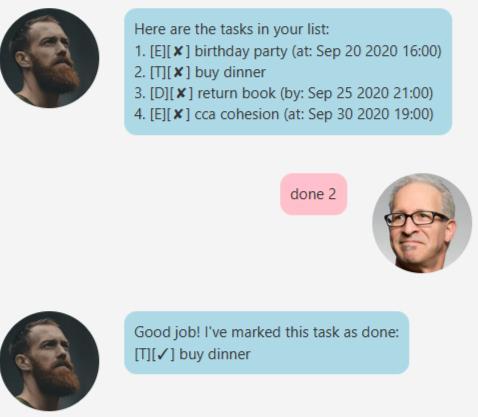 Here are the tasks in your list:
1. [E][✘] birthday party (at: Sep 20 2020 16:00)
2. [T][✘] buy dinner
3. [D][✘] return book (by: Sep 25 2020 21:00)
4. [E][✘] cca cohesion (at: Sep 30 2020 19:00)
done 2
Good job! I've marked this task as done:
[T][✓] buy dinner